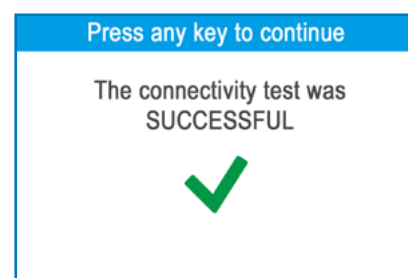 Press any key to continue
The connectivity test was
SUCCESSFUL